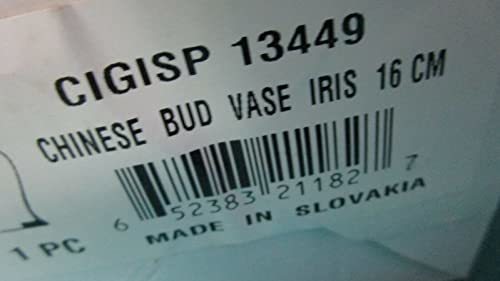 CIGISP 13449
CHINESE BUD VASE IRIS 16 CM
6 52383 21182 7
1 PC
MADE IN SLOVAKIA